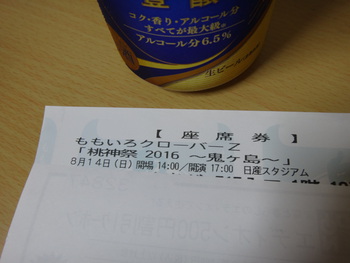 豊醸
コク・香り・アルコール分
すべてが最大級。
アルコール分6.5%
【 座 席 券 】
ももいろクローバーZ
「桃神祭 2016 ～鬼ヶ島～」
8月14日(日) 開場 14:00／開演 17:00 日産スタジアム